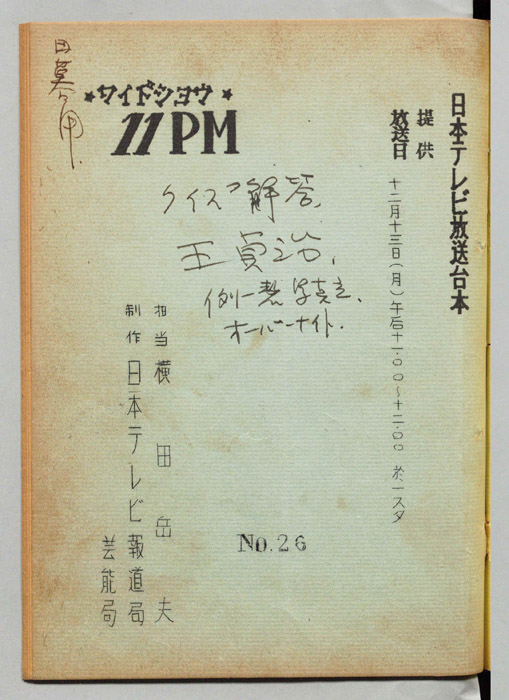 日本テレビ放送台本
提供
放送日 十二月十三日(月)午后十一.00~十二.00 於一スタ
★ワイドショウ★
11PM
クイズ解答、
王貞治、
オーバーナイト.
担当 横田岳夫
制作 日本テレビ報道局
芸能局
No.26